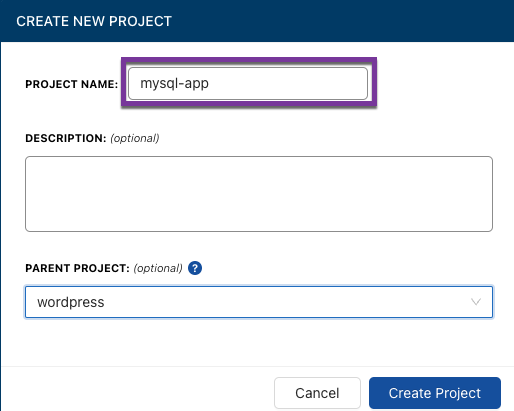 CREATE NEW PROJECT
PROJECT NAME: mysql-app
DESCRIPTION: (optional)
PARENT PROJECT: (optional) ?
wordpress
Cancel Create Project